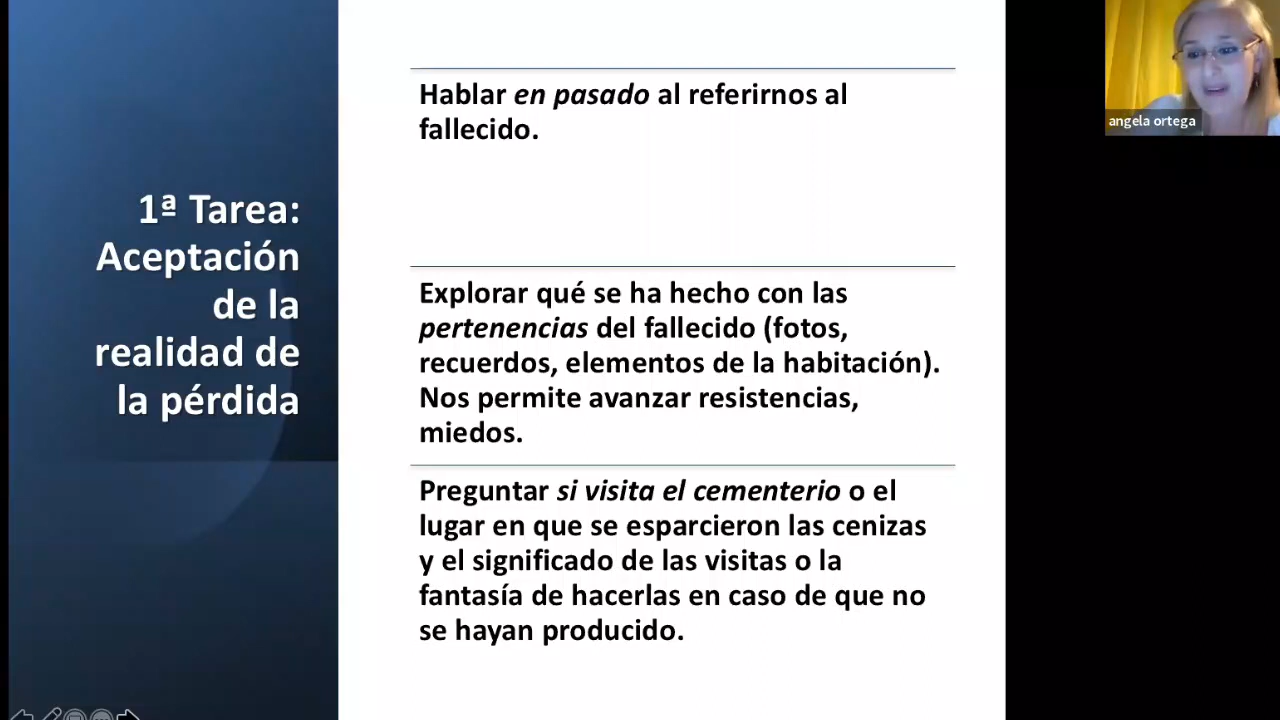 1ª Tarea:
Aceptación
de la
realidad de
la pérdida
Hablar en pasado al referirnos al
fallecido.
Explorar qué se ha hecho con las
pertenencias del fallecido (fotos,
recuerdos, elementos de la habitación).
Nos permite avanzar resistencias,
miedos.
Preguntar si visita el cementerio o el
lugar en que se esparcieron las cenizas
y el significado de las visitas o la
fantasía de hacerlas en caso de que no
se hayan producido.
angela ortega